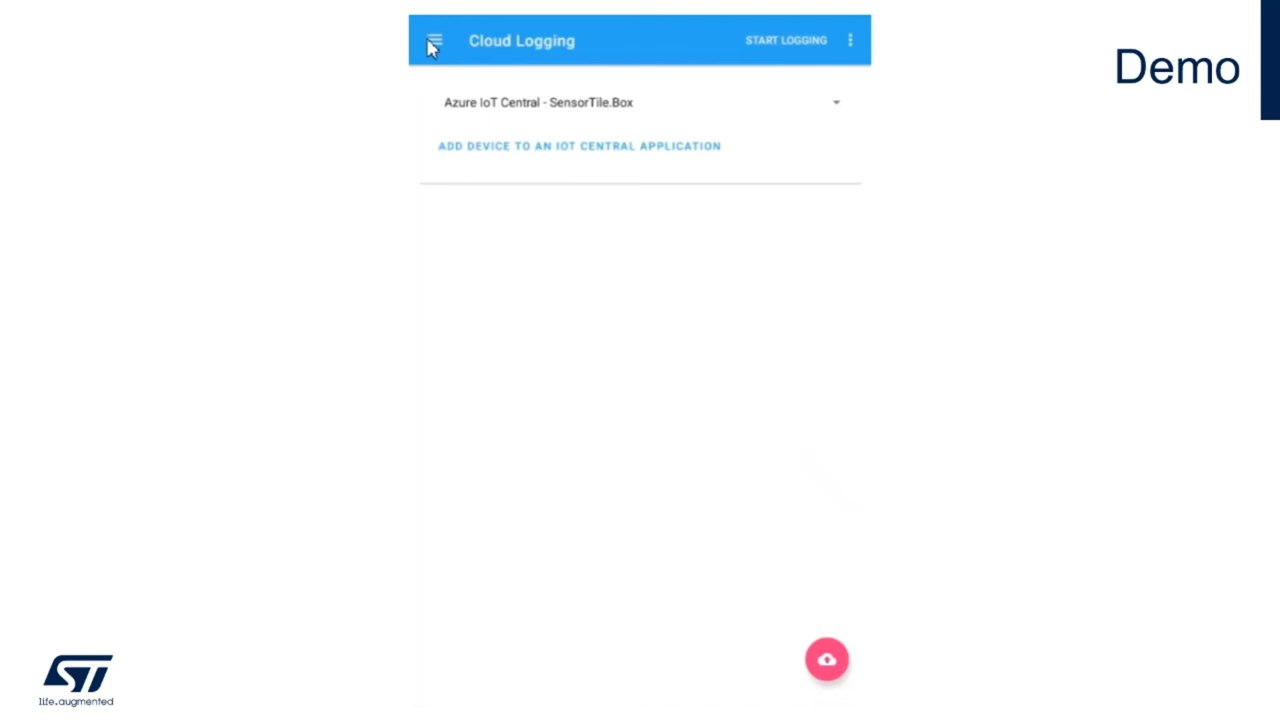 Cloud Logging
START LOGGING
Demo
Azure IoT Central - SensorTile.Box
ADD DEVICE TO AN IOT CENTRAL APPLICATION
ST
life.augmented